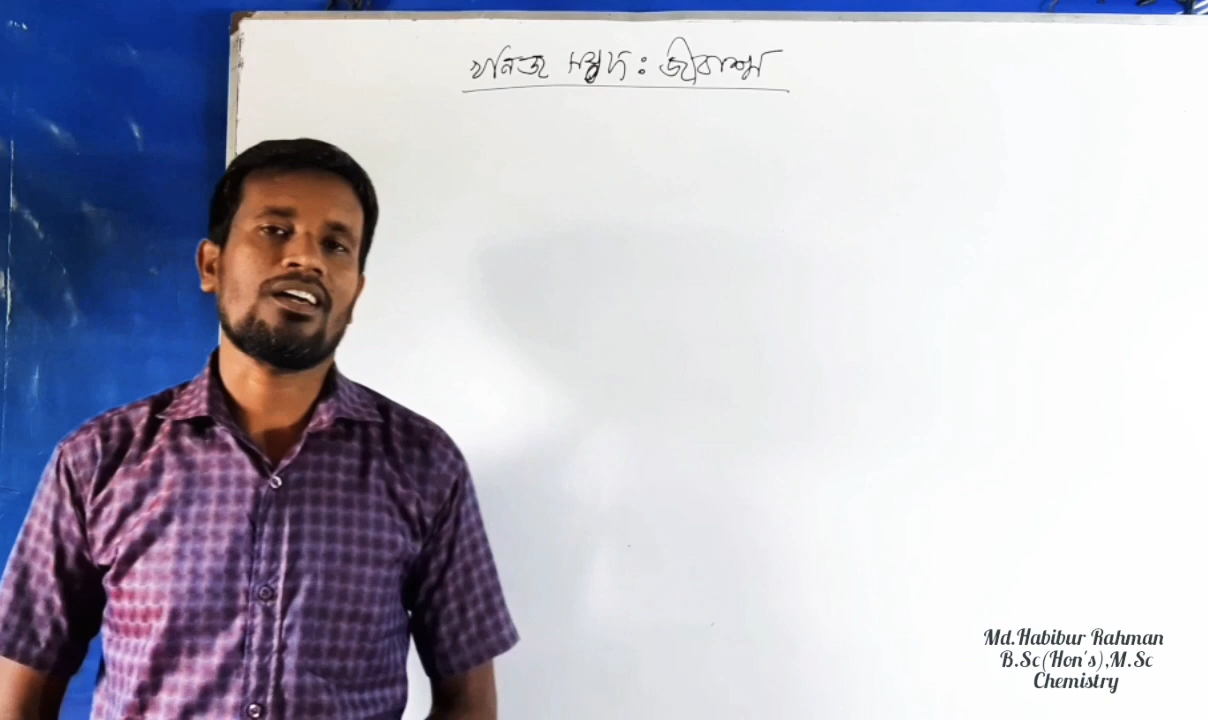 খনিজ সম্পদ : জীবাশ্ম
Md.Habibur Rahman
B.Sc(Hon's),M.Sc
Chemistry